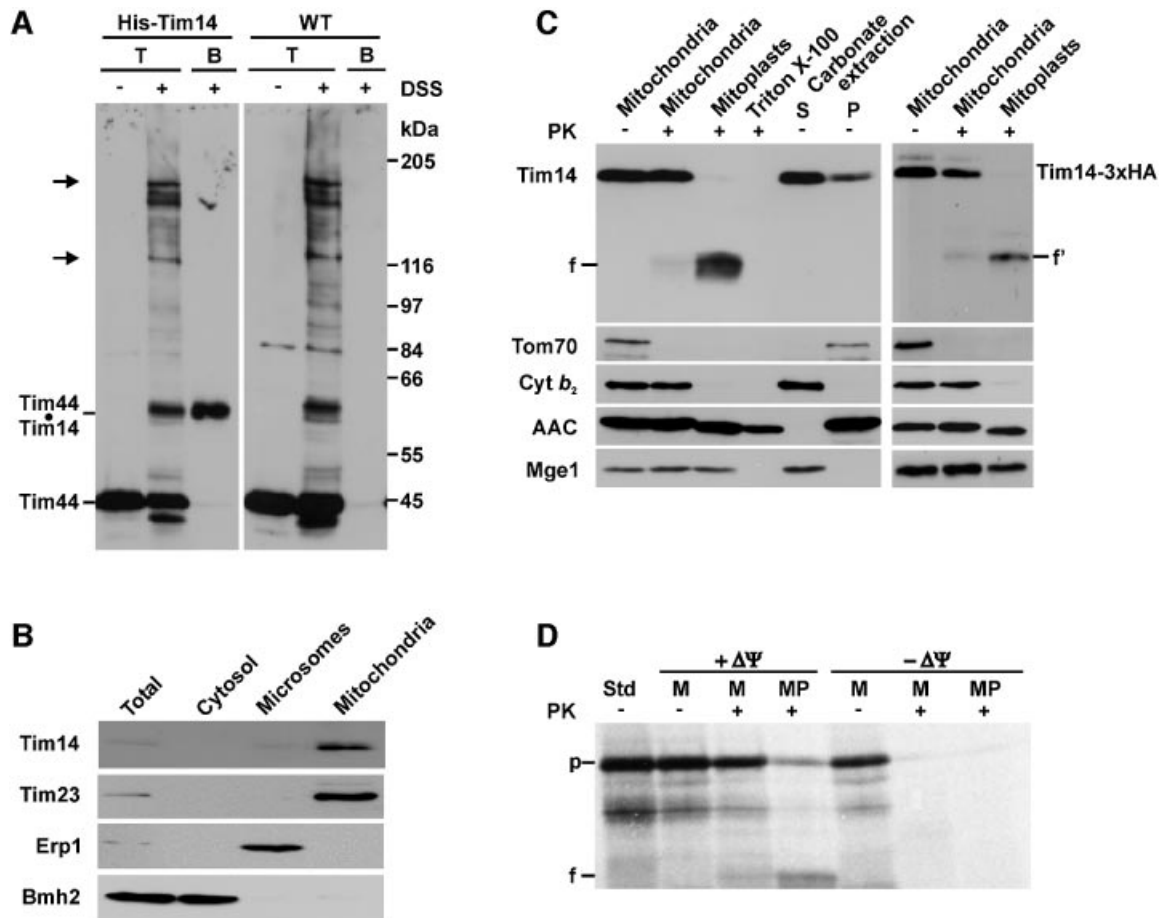 A
His-Tim14 WT
T B T B
- + + - + + DSS
kDa
205
116
97
84
66
55
45
Tim44
•
Tim14
Tim44
B
Total Cytosol Microsomes Mitochondria
Tim14
Tim23
Erp1
Bmh2
C
Mitochondria Mitochondria Mitoplasts Triton X-100 Carbonate extraction Mitochondria Mitochondria Mitoplasts
S P
PK - + + + - - - + +
Tim14 Tim14-3xHA
f f'
Tom70
Cyt b₂
AAC
Mge1
D
+ΔΨ -ΔΨ
Std M M MP M M MP
PK - - + + - + +
p
f